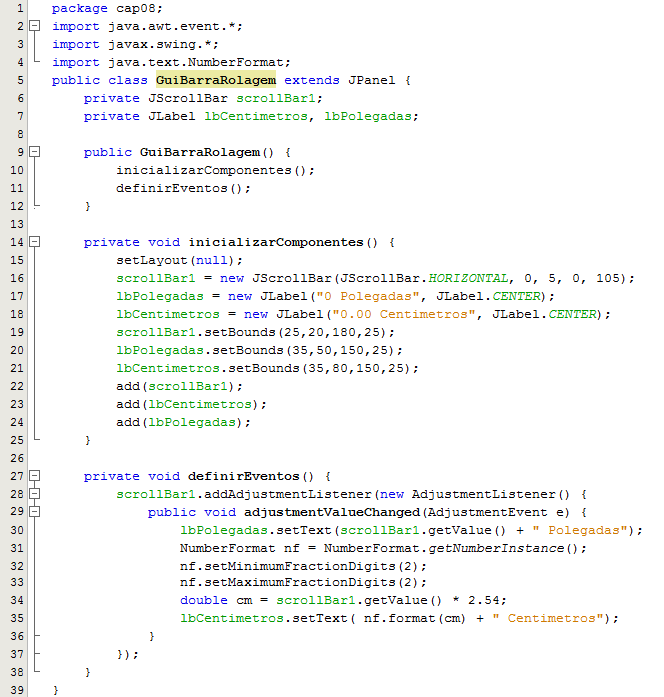 1 package cap08;
2 import java.awt.event.*;
3 import javax.swing.*;
4 import java.text.NumberFormat;
5 public class GuiBarraRolagem extends JPanel {
6     private JScrollBar scrollBar1;
7     private JLabel lbCentimetros, lbPolegadas;
8
9     public GuiBarraRolagem() {
10         inicializarComponentes();
11         definirEventos();
12     }
13
14     private void inicializarComponentes() {
15         setLayout(null);
16         scrollBar1 = new JScrollBar(JScrollBar.HORIZONTAL, 0, 5, 0, 105);
17         lbPolegadas = new JLabel("0 Polegadas", JLabel.CENTER);
18         lbCentimetros = new JLabel("0.00 Centimetros", JLabel.CENTER);
19         scrollBar1.setBounds(25,20,180,25);
20         lbPolegadas.setBounds(35,50,150,25);
21         lbCentimetros.setBounds(35,80,150,25);
22         add(scrollBar1);
23         add(lbCentimetros);
24         add(lbPolegadas);
25     }
26
27     private void definirEventos() {
28         scrollBar1.addAdjustmentListener(new AdjustmentListener() {
29             public void adjustmentValueChanged(AdjustmentEvent e) {
30                 lbPolegadas.setText(scrollBar1.getValue() + " Polegadas");
31                 NumberFormat nf = NumberFormat.getNumberInstance();
32                 nf.setMinimumFractionDigits(2);
33                 nf.setMaximumFractionDigits(2);
34                 double cm = scrollBar1.getValue() * 2.54;
35                 lbCentimetros.setText( nf.format(cm) + " Centimetros");
36             }
37         });
38     }
39 }